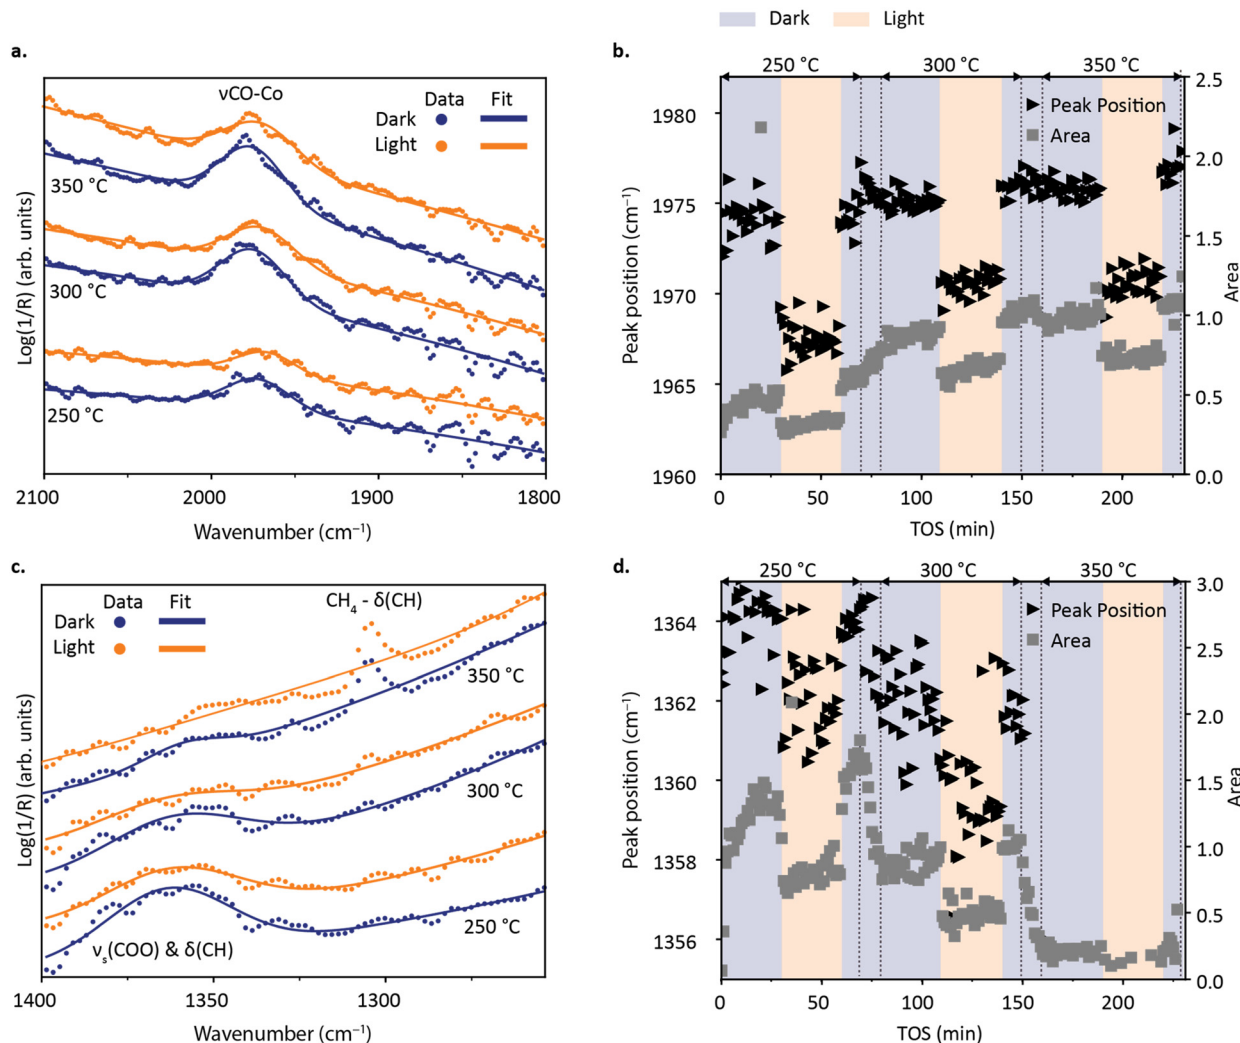 Dark Light
a.
νCO-Co
Data Fit
Dark
Light
350 °C
300 °C
250 °C
Log(1/R) (arb. units)
2100 2000 1900 1800
Wavenumber (cm⁻¹)
b.
250 °C 300 °C 350 °C
Peak Position
Area
1980
1975
1970
1965
1960
Peak position (cm⁻¹)
2.5
2.0
1.5
1.0
0.5
0.0
Area
0 50 100 150 200
TOS (min)
c.
Data Fit
Dark
Light
CH₄ - δ(CH)
350 °C
300 °C
250 °C
νₛ(COO) & δ(CH)
Log(1/R) (arb. units)
1400 1350 1300
Wavenumber (cm⁻¹)
d.
250 °C 300 °C 350 °C
Peak Position
Area
1364
1362
1360
1358
1356
Peak position (cm⁻¹)
3.0
2.5
2.0
1.5
1.0
0.5
0.0
Area
0 50 100 150 200
TOS (min)